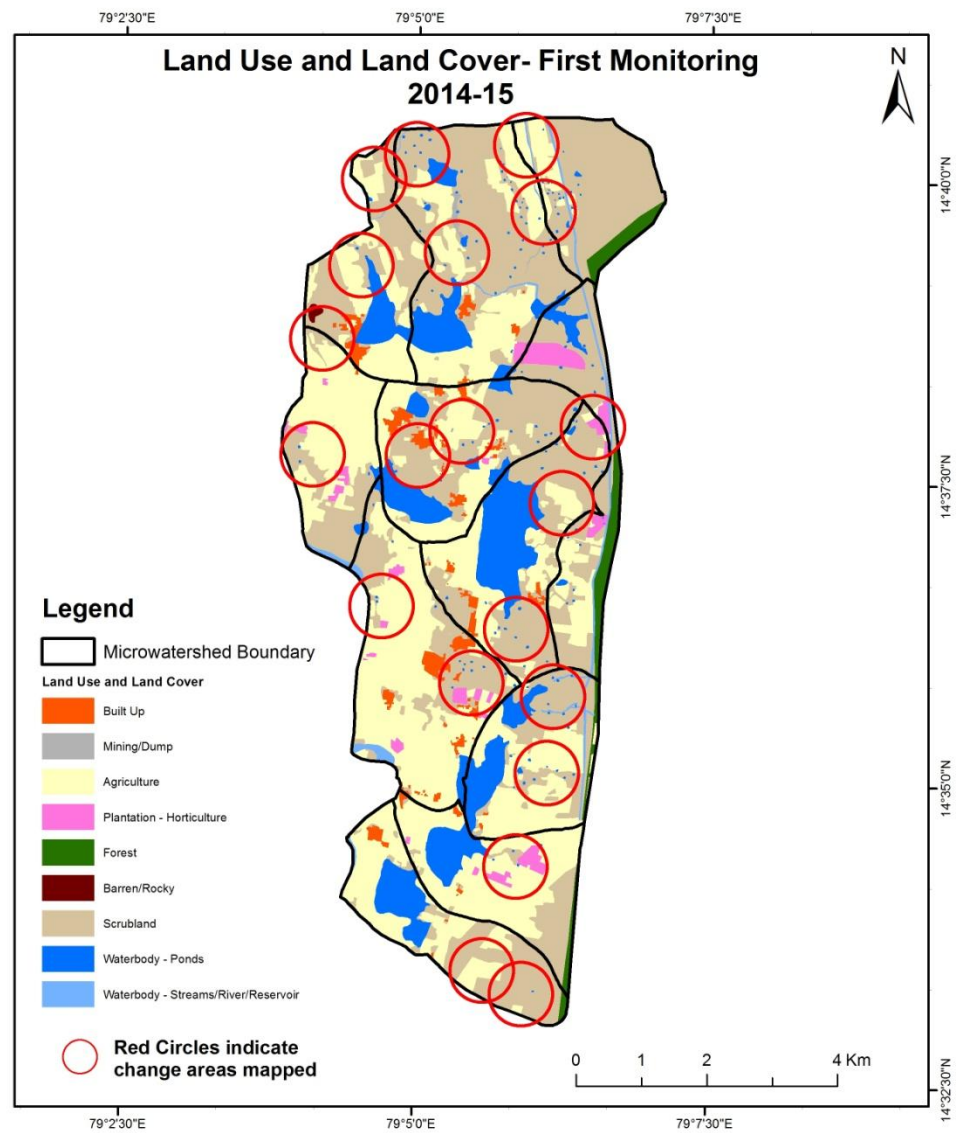 79°2'30"E 79°5'0"E 79°7'30"E
Land Use and Land Cover- First Monitoring
2014-15
N
14°40'0"N
14°37'30"N
14°35'0"N
14°32'30"N
Legend
Microwatershed Boundary
Land Use and Land Cover
Built Up
Mining/Dump
Agriculture
Plantation - Horticulture
Forest
Barren/Rocky
Scrubland
Waterbody - Ponds
Waterbody - Streams/River/Reservoir
Red Circles indicate
change areas mapped
0 1 2 4 Km
79°2'30"E 79°5'0"E 79°7'30"E